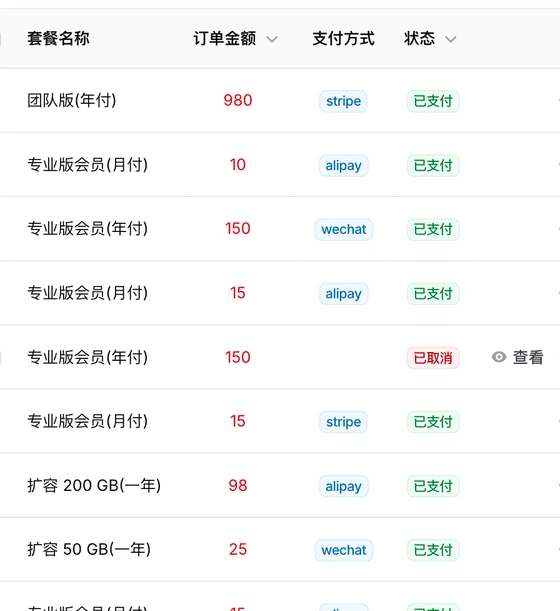 套餐名称 订单金额 支付方式 状态
团队版(年付) 980 stripe 已支付
专业版会员(月付) 10 alipay 已支付
专业版会员(年付) 150 wechat 已支付
专业版会员(月付) 15 alipay 已支付
专业版会员(年付) 150 已取消 查看
专业版会员(月付) 15 stripe 已支付
扩容 200 GB(一年) 98 alipay 已支付
扩容 50 GB(一年) 25 wechat 已支付